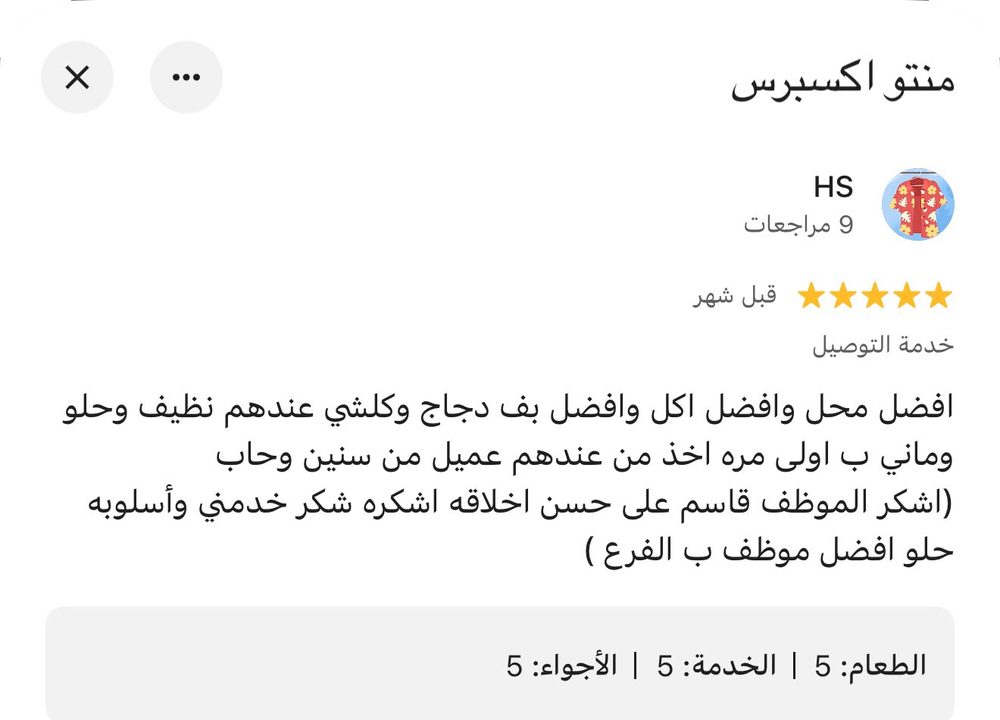 منتو اكسبرس
HS
9 مراجعات
قبل شهر
خدمة التوصيل
افضل محل وافضل اكل وافضل بف دجاج وكلشي عندهم نظيف وحلو
وماني ب اولى مره اخذ من عندهم عميل من سنين وحاب
(اشكر الموظف قاسم على حسن اخلاقه اشكره شكر خدمني وأسلوبه
حلو افضل موظف ب الفرع )
الطعام: 5 | الخدمة: 5 | الأجواء: 5